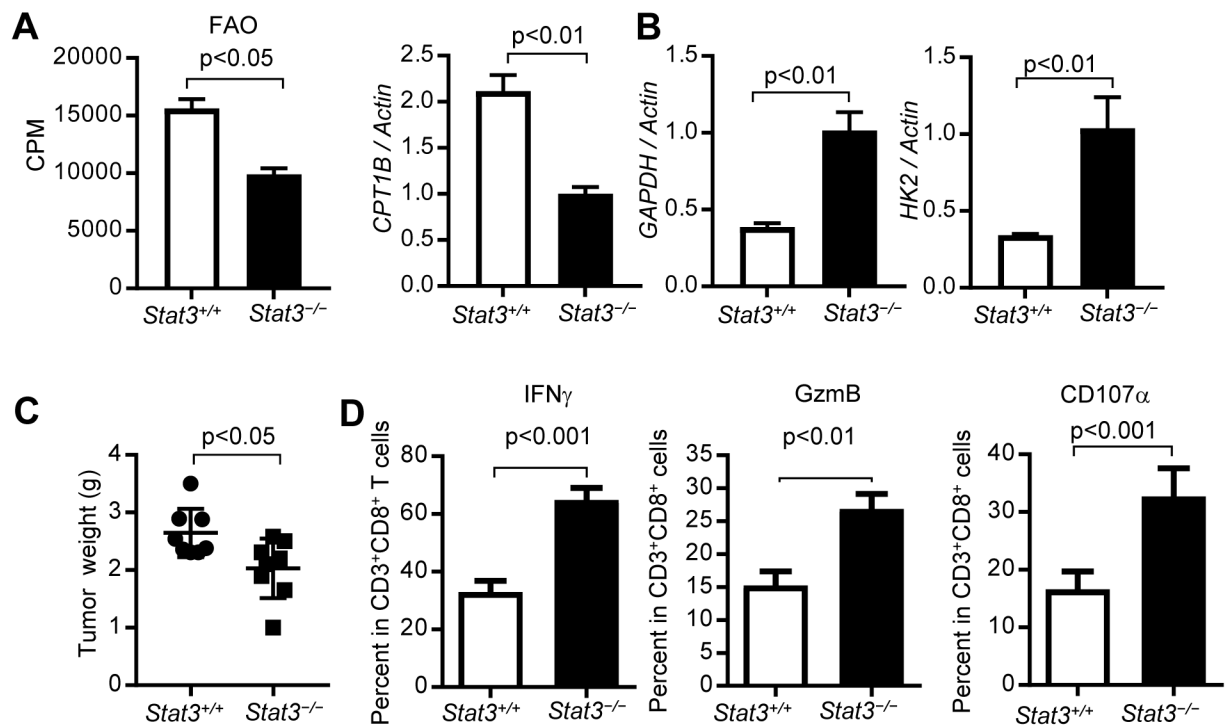 A
FAO
p<0.05
20000
15000
10000
5000
0
CPM
Stat3+/+ Stat3−/−
p<0.01
2.5
2.0
1.5
1.0
0.5
0.0
CPT1B / Actin
Stat3+/+ Stat3−/−
B
p<0.01
1.5
1.0
0.5
0.0
GAPDH / Actin
Stat3+/+ Stat3−/−
p<0.01
1.5
1.0
0.5
0.0
HK2 / Actin
Stat3+/+ Stat3−/−
C
p<0.05
4
3
2
1
0
Tumor weight (g)
Stat3+/+ Stat3−/−
D
IFNγ
p<0.001
80
60
40
20
0
Percent in CD3+CD8+ T cells
Stat3+/+ Stat3−/−
GzmB
p<0.01
35
30
25
20
15
10
5
0
Percent in CD3+CD8+ cells
Stat3+/+ Stat3−/−
CD107α
p<0.001
40
30
20
10
0
Percent in CD3+CD8+ cells
Stat3+/+ Stat3−/−